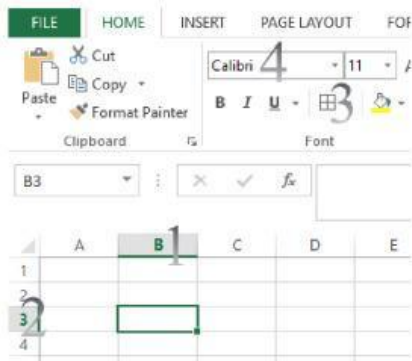 FILE HOME INSERT PAGE LAYOUT FOR
Cut
Copy
Format Painter
Paste
Calibri 4 11 A
B I U 3
Clipboard Font
B3 fx
A B 1 C D E
1
2
3 2
4